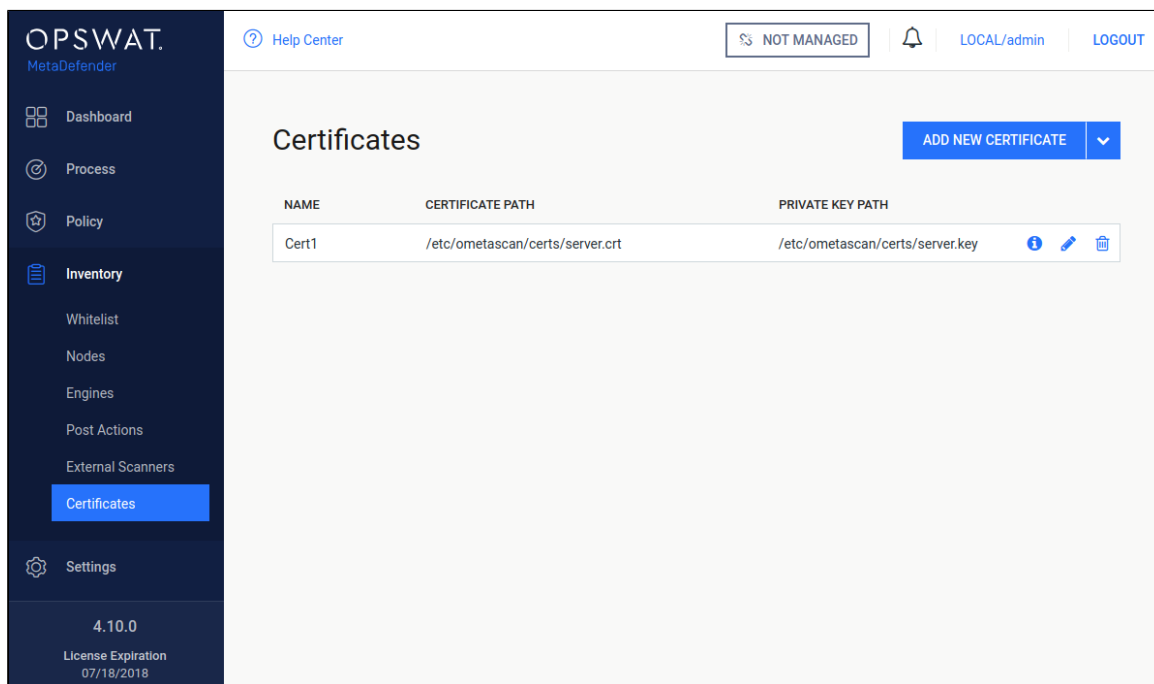 OPSWAT.
MetaDefender
Help Center
NOT MANAGED
LOCAL/admin
LOGOUT
Dashboard
Process
Policy
Inventory
Whitelist
Nodes
Engines
Post Actions
External Scanners
Certificates
Settings
4.10.0
License Expiration
07/18/2018
Certificates
ADD NEW CERTIFICATE
NAME CERTIFICATE PATH PRIVATE KEY PATH
Cert1 /etc/ometascan/certs/server.crt /etc/ometascan/certs/server.key